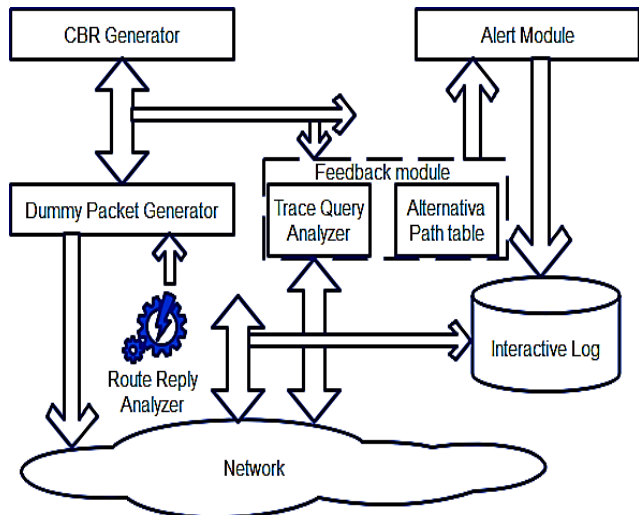 CBR Generator
Alert Module
Feedback module
Dummy Packet Generator
Trace Query
Analyzer
Alternativa
Path table
Interactive Log
Route Reply
Analyzer
Network